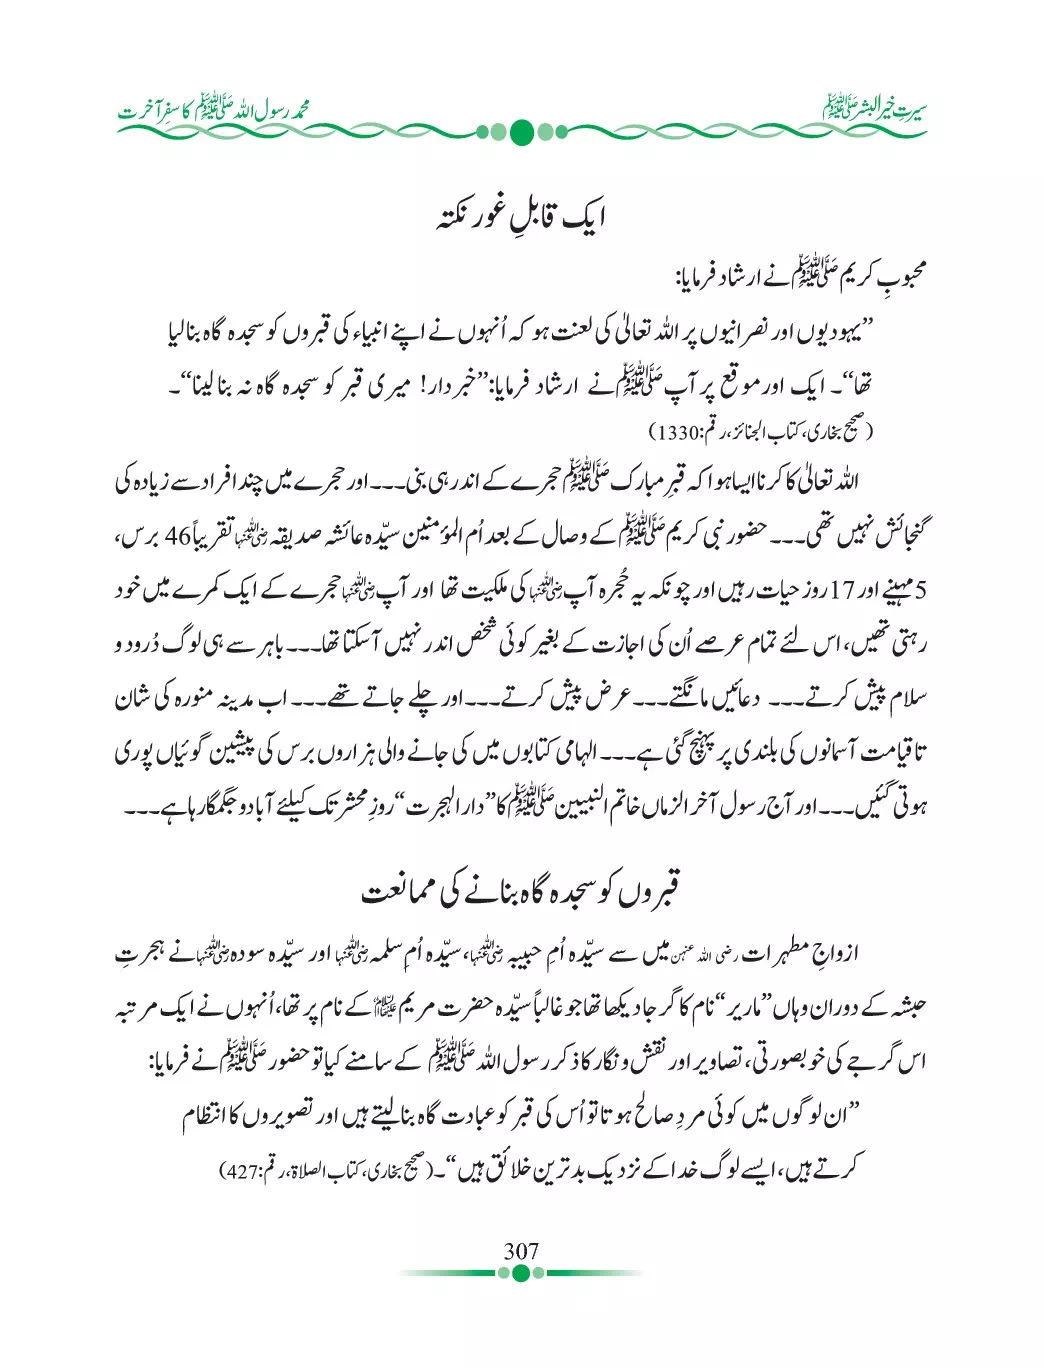 سیرتِ خیر البشر ﷺ
محمد رسول اللہ ﷺ کا سفرِ آخرت
ایک قابلِ غور نکتہ
محبوبِ کریم ﷺ نے ارشاد فرمایا:
”یہودیوں اور نصرانیوں پر اللہ تعالیٰ کی لعنت ہو کہ اُنہوں نے اپنے انبیاء کی قبروں کو سجدہ گاہ بنا لیا
تھا“۔ ایک اور موقع پر آپ ﷺ نے ارشاد فرمایا: ”خبردار! میری قبر کو سجدہ گاہ نہ بنا لینا“۔
(صحیح بخاری، کتاب الجنائز، رقم:1330)
اللہ تعالیٰ کا کرنا ایسا ہوا کہ قبرِ مبارک ﷺ حجرے کے اندر ہی بنی۔۔۔ اور حجرے میں چند افراد سے زیادہ کی
گنجائش نہیں تھی۔۔۔ حضور نبی کریم ﷺ کے وصال کے بعد اُم المؤمنین سیّدہ عائشہ صدیقہ رضی اللہ عنہا تقریباً 46 برس،
5 مہینے اور 17 روز حیات رہیں اور چونکہ یہ حُجرہ آپ رضی اللہ عنہا کی ملکیت تھا اور آپ رضی اللہ عنہا حجرے کے ایک کمرے میں خود
رہتی تھیں، اس لئے تمام عرصے اُن کی اجازت کے بغیر کوئی شخص اندر نہیں آسکتا تھا۔۔۔ باہر سے ہی لوگ دُرود و
سلام پیش کرتے۔۔۔ دعائیں مانگتے۔۔۔ عرض پیش کرتے۔۔۔ اور چلے جاتے تھے۔۔۔ اب مدینہ منورہ کی شان
تاقیامت آسمانوں کی بلندی پر پہنچ گئی ہے۔۔۔ الہامی کتابوں میں کی جانے والی ہزاروں برس کی پیشین گوئیاں پوری
ہوتی گئیں۔۔۔ اور آج رسول آخر الزماں خاتم النبیین ﷺ کا ”دار الہجرت“ روزِ محشر تک کیلئے آباد و جگمگا رہا ہے۔۔۔
قبروں کو سجدہ گاہ بنانے کی ممانعت
ازواجِ مطہرات رضی اللہ عنہن میں سے سیّدہ اُمِ حبیبہ رضی اللہ عنہا، سیّدہ اُمِ سلمہ رضی اللہ عنہا اور سیّدہ سودہ رضی اللہ عنہا نے ہجرتِ
حبشہ کے دوران وہاں ”ماریر“ نام کا گرجا دیکھا تھا جو غالباً سیّدہ حضرت مریم علیہا السلام کے نام پر تھا، اُنہوں نے ایک مرتبہ
اس گرجے کی خوبصورتی، تصاویر اور نقش و نگار کا ذکر رسول اللہ ﷺ کے سامنے کیا تو حضور ﷺ نے فرمایا:
”ان لوگوں میں کوئی مردِ صالح ہوتا تو اُس کی قبر کو عبادت گاہ بنا لیتے ہیں اور تصویروں کا انتظام
کرتے ہیں، ایسے لوگ خدا کے نزدیک بدترین خلائق ہیں“۔ (صحیح بخاری، کتاب الصلاۃ، رقم:427)
307